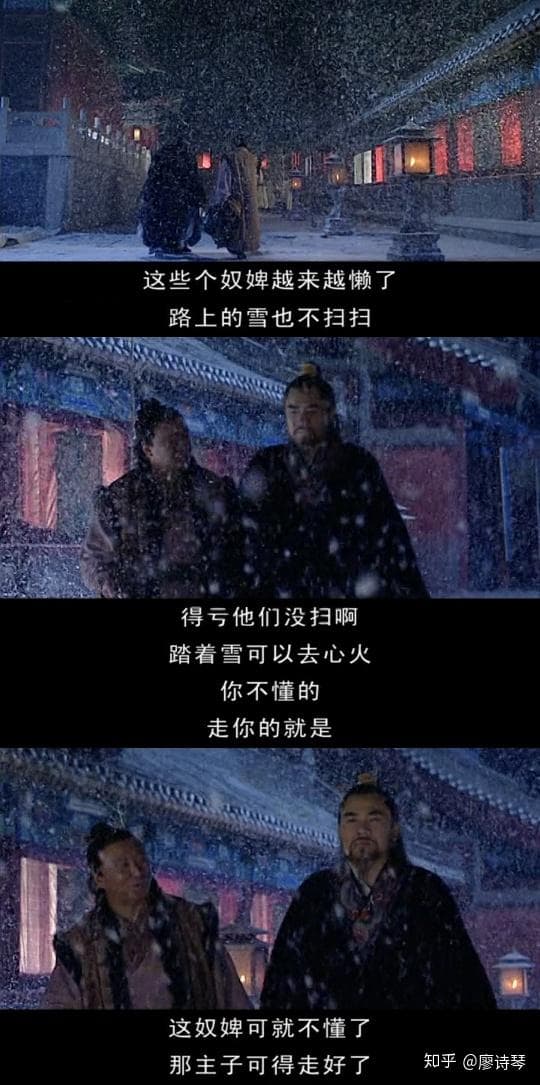 这些个奴婢越来越懒了
路上的雪也不扫扫
得亏他们没扫啊
踏着雪可以去心火
你不懂的
走你的就是
这奴婢可就不懂了
那主子可得走好了
知乎 @廖诗琴